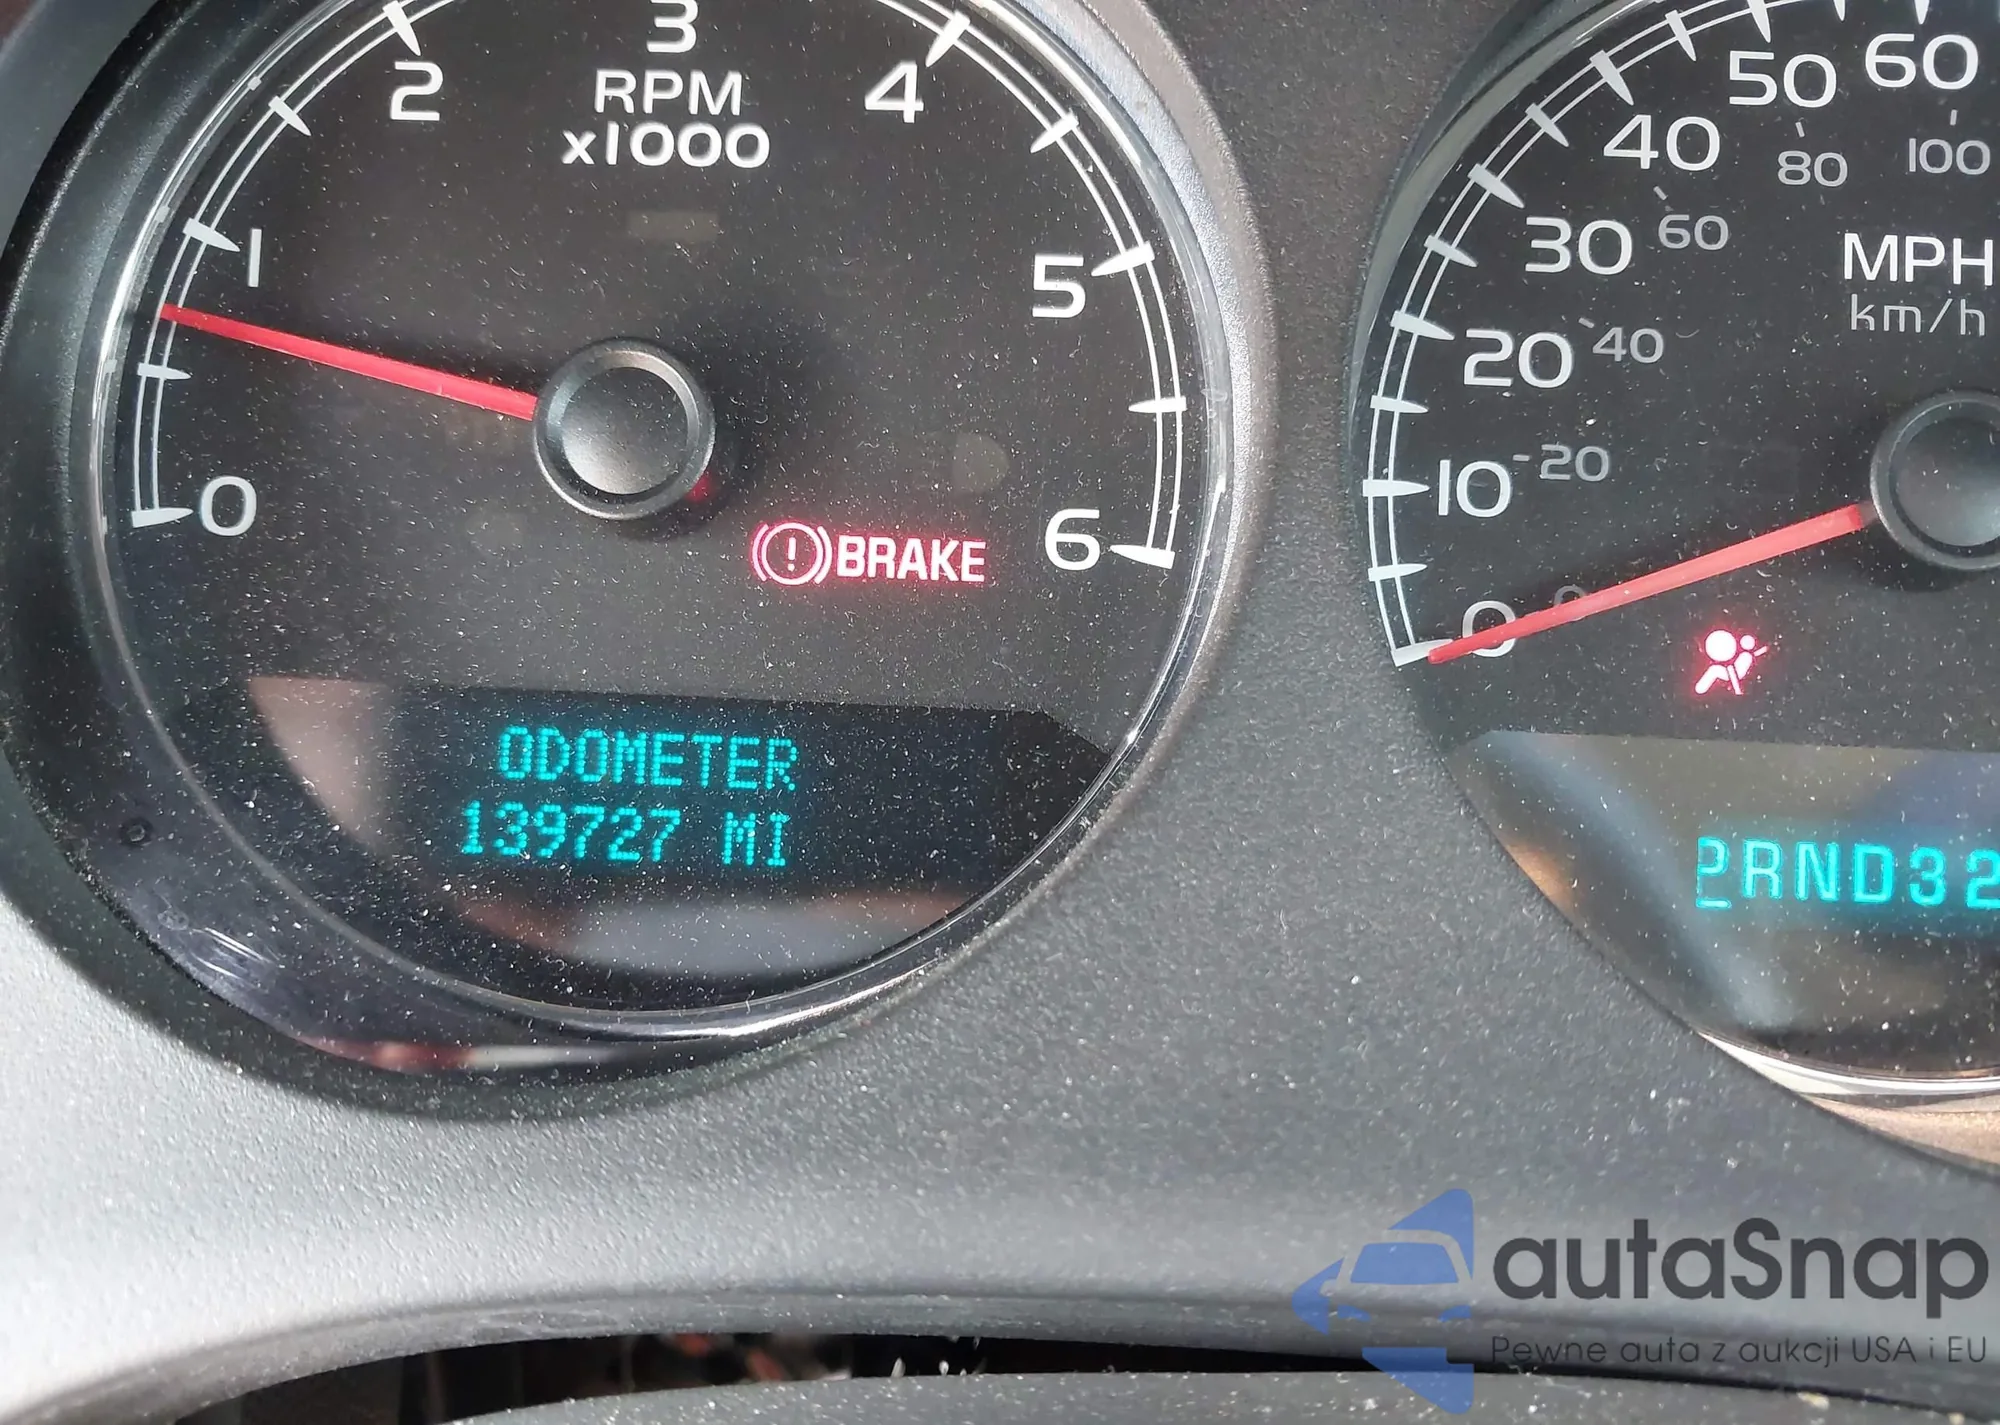 3
2
4
RPM
x1000
1
5
0
6
BRAKE
ODOMETER
139727 MI
60
50
40
100
80
30
60
MPH
km/h
20
40
10
20
0
0
PRND32
autaSnap
Pewne auta z aukcji USA i EU